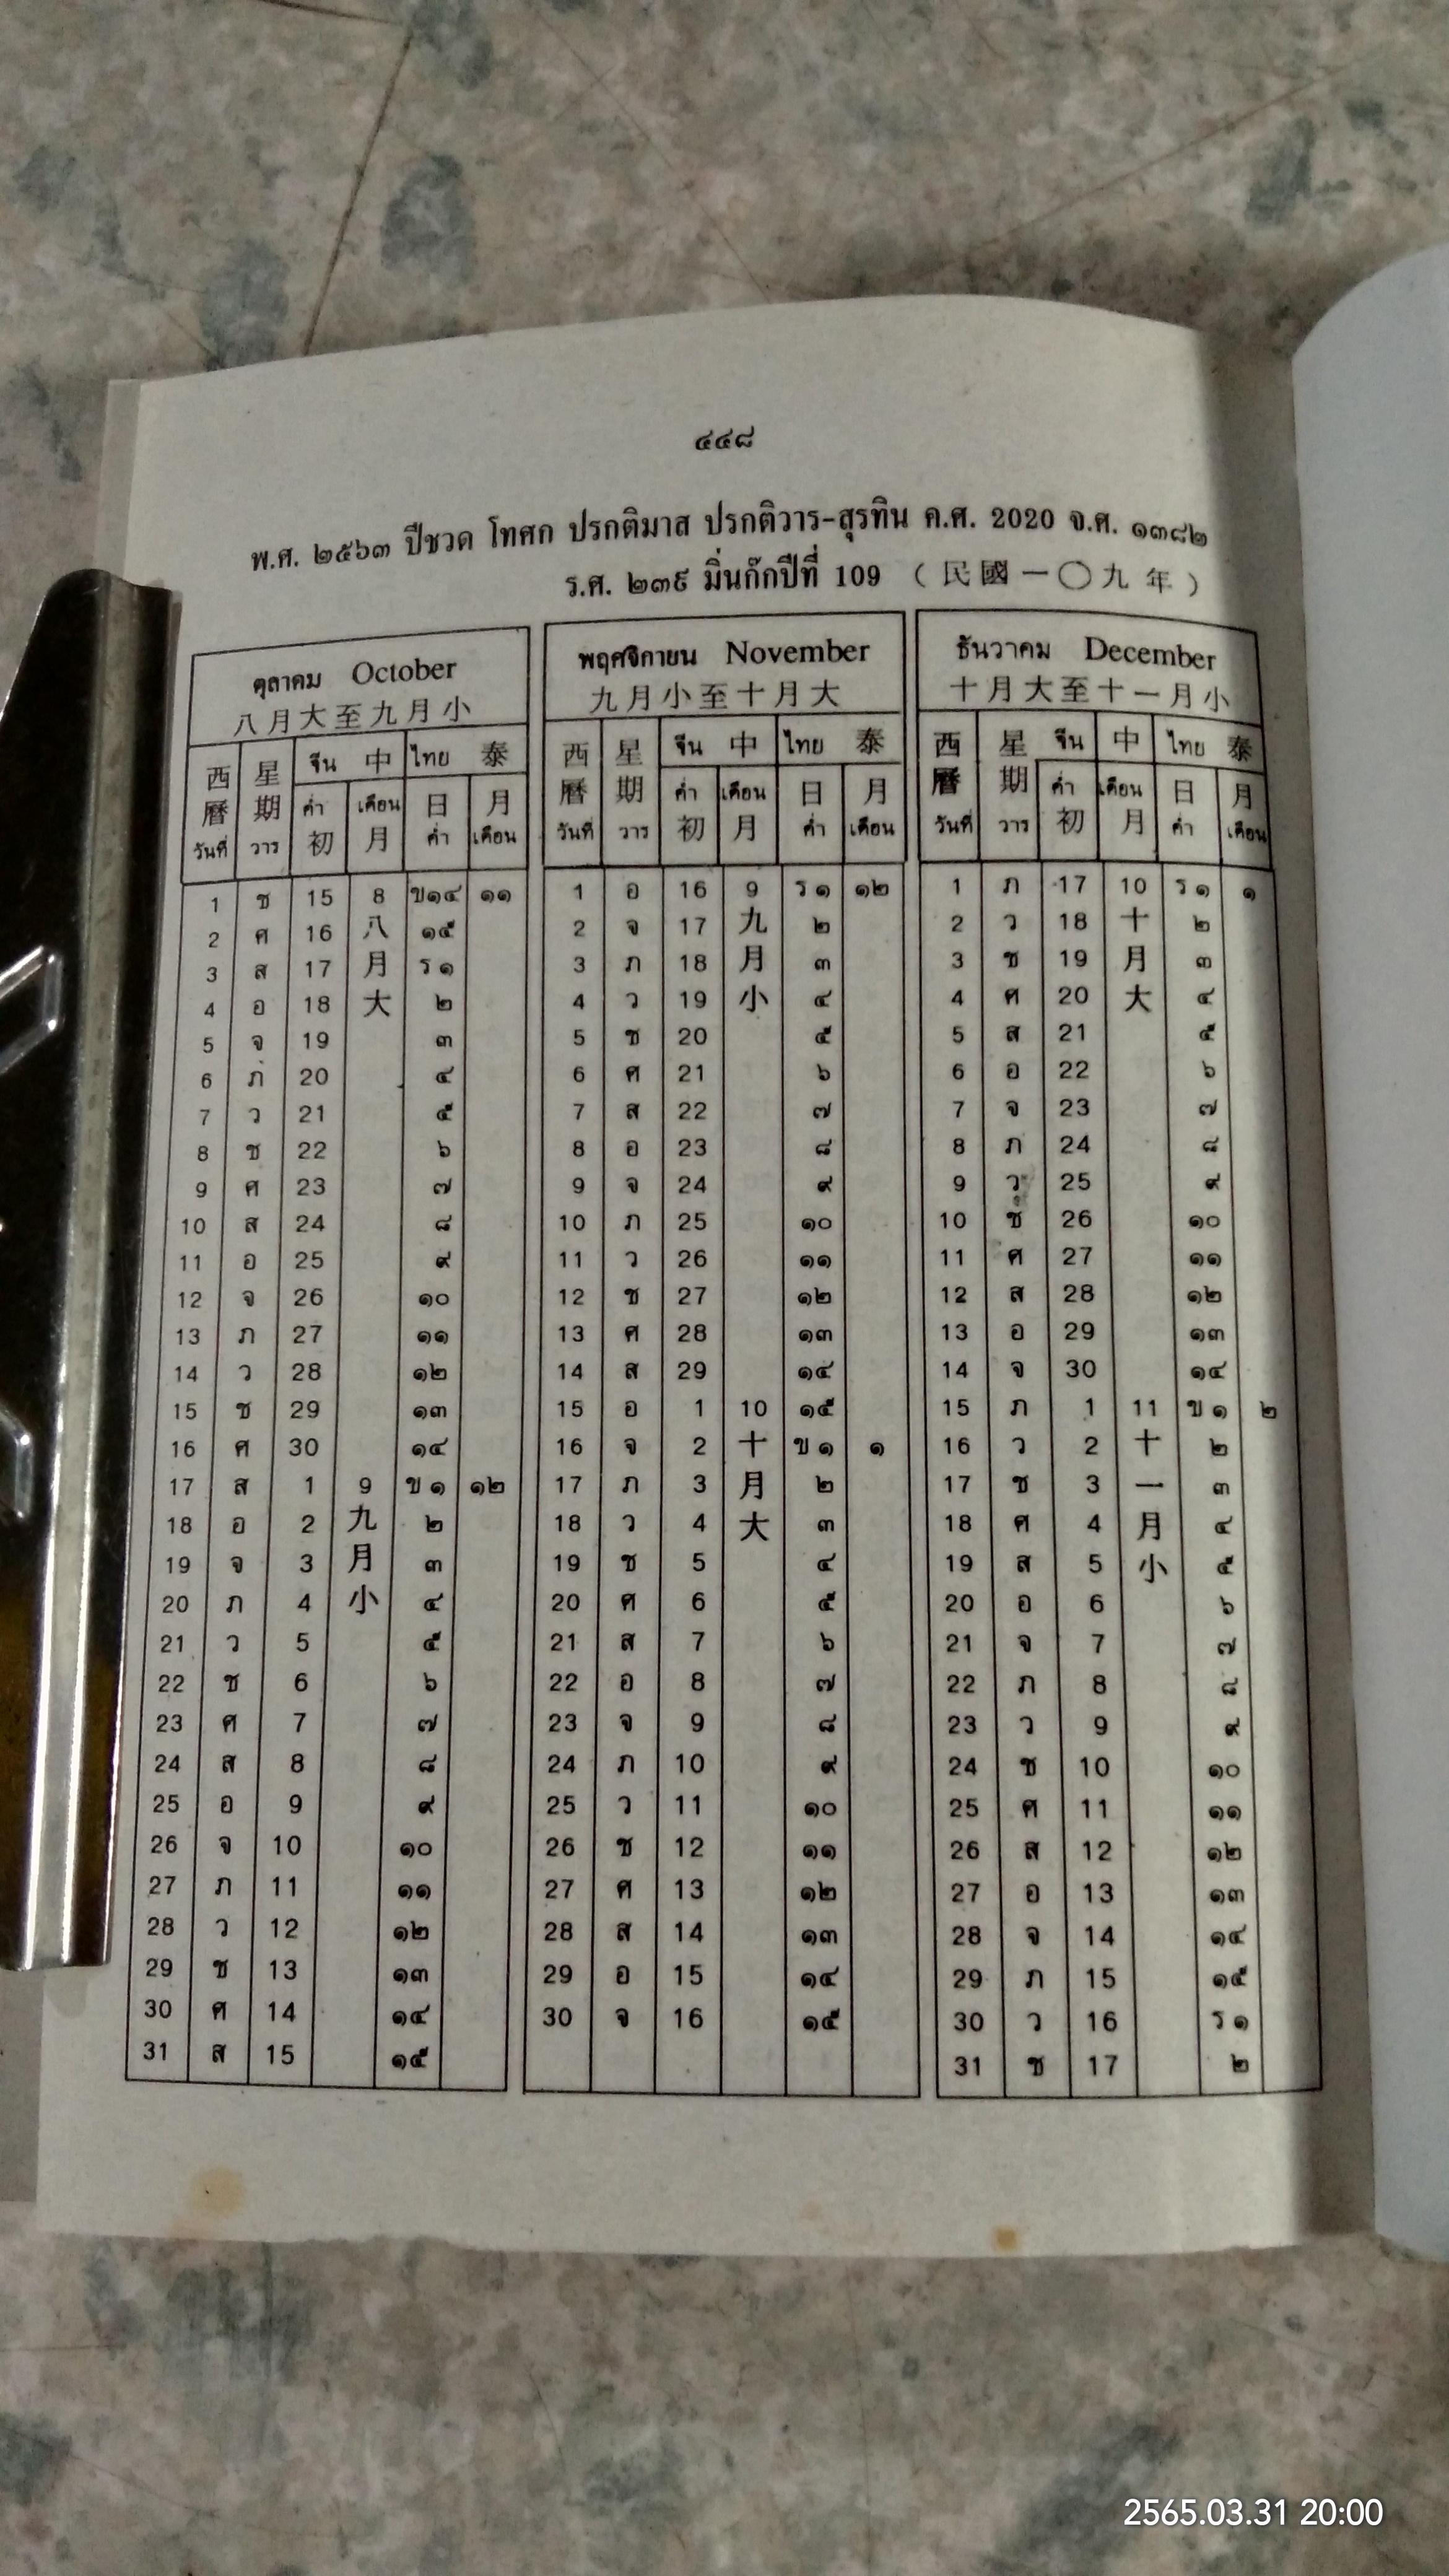 ๔๔๘
พ.ศ. ๒๕๖๓ ปีชวด โทศก ปรกติมาส ปรกติวาร-สุรทิน ค.ศ. 2020 จ.ศ. ๑๓๘๒
ร.ศ. ๒๓๙ มิ่นก๊กปีที่ 109 (民國一〇九年)
ตุลาคม October พฤศจิกายน November ธันวาคม December
八月大至九月小 九月小至十月大 十月大至十一月小
西 星 จีน 中 ไทย 泰 西 星 จีน 中 ไทย 泰 西 星 จีน 中 ไทย 泰
曆 期 ค่ำ เดือน 日 月 曆 期 ค่ำ เดือน 日 月 曆 期 ค่ำ เดือน 日 月
วันที่ วาร 初 月 ค่ำ เดือน วันที่ วาร 初 月 ค่ำ เดือน วันที่ วาร 初 月 ค่ำ เดือน
1 ช 15 8 ข๑๔ ๑๑ 1 อ 16 9 ร๑ ๑๒ 1 ภ 17 10 ร๑ ๑
2 ศ 16 八 ๑๕ 2 จ 17 九 ๒ 2 ว 18 十 ๒
3 ส 17 月 ร๑ 3 ภ 18 月 ๓ 3 ช 19 月 ๓
4 อ 18 大 ๒ 4 ว 19 小 ๔ 4 ศ 20 大 ๔
5 จ 19 ๓ 5 ช 20 ๕ 5 ส 21 ๕
6 ภ 20 ๔ 6 ศ 21 ๖ 6 อ 22 ๖
7 ว 21 ๕ 7 ส 22 ๗ 7 จ 23 ๗
8 ช 22 ๖ 8 อ 23 ๘ 8 ภ 24 ๘
9 ศ 23 ๗ 9 จ 24 ๙ 9 ว 25 ๙
10 ส 24 ๘ 10 ภ 25 ๑๐ 10 ช 26 ๑๐
11 อ 25 ๙ 11 ว 26 ๑๑ 11 ศ 27 ๑๑
12 จ 26 ๑๐ 12 ช 27 ๑๒ 12 ส 28 ๑๒
13 ภ 27 ๑๑ 13 ศ 28 ๑๓ 13 อ 29 ๑๓
14 ว 28 ๑๒ 14 ส 29 ๑๔ 14 จ 30 ๑๔
15 ช 29 ๑๓ 15 อ 1 10 ๑๕ 15 ภ 1 11 ข๑ ๒
16 ศ 30 ๑๔ 16 จ 2 十 ข๑ ๑ 16 ว 2 十 ๒
17 ส 1 9 ข๑ ๑๒ 17 ภ 3 月 ๒ 17 ช 3 一 ๓
18 อ 2 九 ๒ 18 ว 4 大 ๓ 18 ศ 4 月 ๔
19 จ 3 月 ๓ 19 ช 5 ๔ 19 ส 5 小 ๕
20 ภ 4 小 ๔ 20 ศ 6 ๕ 20 อ 6 ๖
21 ว 5 ๕ 21 ส 7 ๖ 21 จ 7 ๗
22 ช 6 ๖ 22 อ 8 ๗ 22 ภ 8 ๘
23 ศ 7 ๗ 23 จ 9 ๘ 23 ว 9 ๙
24 ส 8 ๘ 24 ภ 10 ๙ 24 ช 10 ๑๐
25 อ 9 ๙ 25 ว 11 ๑๐ 25 ศ 11 ๑๑
26 จ 10 ๑๐ 26 ช 12 ๑๑ 26 ส 12 ๑๒
27 ภ 11 ๑๑ 27 ศ 13 ๑๒ 27 อ 13 ๑๓
28 ว 12 ๑๒ 28 ส 14 ๑๓ 28 จ 14 ๑๔
29 ช 13 ๑๓ 29 อ 15 ๑๔ 29 ภ 15 ๑๕
30 ศ 14 ๑๔ 30 จ 16 ๑๕ 30 ว 16 ร๑
31 ส 15 ๑๕ 31 ช 17 ๒
2565.03.31 20:00